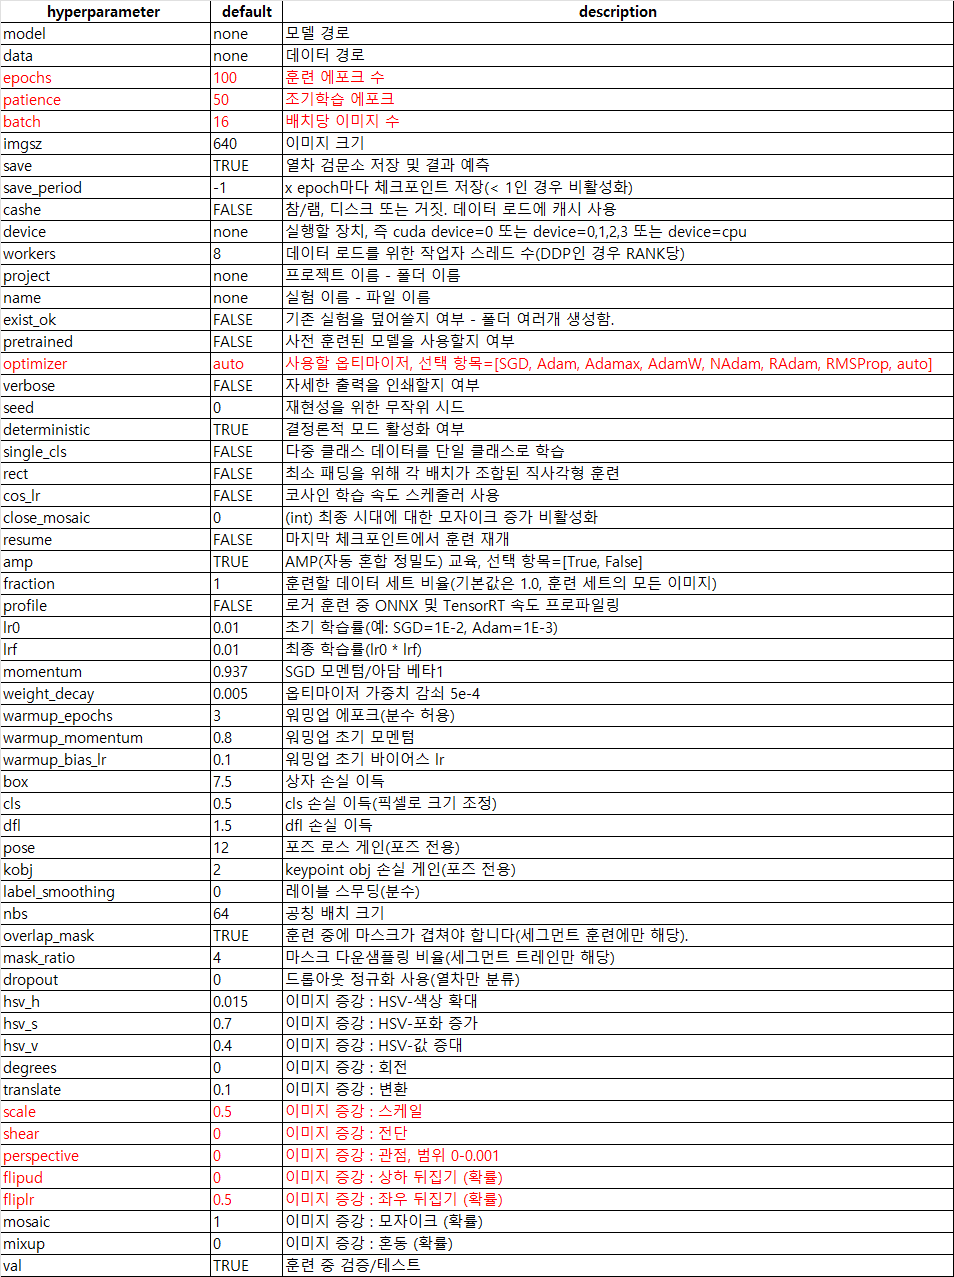 hyperparameter default description
model none 모델 경로
data none 데이터 경로
epochs 100 훈련 에포크 수
patience 50 조기학습 에포크
batch 16 배치당 이미지 수
imgsz 640 이미지 크기
save TRUE 열차 검문소 저장 및 결과 예측
save_period -1 x epoch마다 체크포인트 저장(< 1인 경우 비활성화)
cashe FALSE 참/램, 디스크 또는 거짓. 데이터 로드에 캐시 사용
device none 실행할 장치, 즉 cuda device=0 또는 device=0,1,2,3 또는 device=cpu
workers 8 데이터 로드를 위한 작업자 스레드 수(DDP인 경우 RANK당)
project none 프로젝트 이름 - 폴더 이름
name none 실험 이름 - 파일 이름
exist_ok FALSE 기존 실험을 덮어쓸지 여부 - 폴더 여러개 생성함.
pretrained FALSE 사전 훈련된 모델을 사용할지 여부
optimizer auto 사용할 옵티마이저, 선택 항목=[SGD, Adam, Adamax, AdamW, NAdam, RAdam, RMSProp, auto]
verbose FALSE 자세한 출력을 인쇄할지 여부
seed 0 재현성을 위한 무작위 시드
deterministic TRUE 결정론적 모드 활성화 여부
single_cls FALSE 다중 클래스 데이터를 단일 클래스로 학습
rect FALSE 최소 패딩을 위해 각 배치가 조합된 직사각형 훈련
cos_lr FALSE 코사인 학습 속도 스케줄러 사용
close_mosaic 0 (int) 최종 시대에 대한 모자이크 증가 비활성화
resume FALSE 마지막 체크포인트에서 훈련 재개
amp TRUE AMP(자동 혼합 정밀도) 교육, 선택 항목=[True, False]
fraction 1 훈련할 데이터 세트 비율(기본값은 1.0, 훈련 세트의 모든 이미지)
profile FALSE 로거 훈련 중 ONNX 및 TensorRT 속도 프로파일링
lr0 0.01 초기 학습률(예: SGD=1E-2, Adam=1E-3)
lrf 0.01 최종 학습률(lr0 * lrf)
momentum 0.937 SGD 모멘텀/아담 베타1
weight_decay 0.005 옵티마이저 가중치 감쇠 5e-4
warmup_epochs 3 워밍업 에포크(분수 허용)
warmup_momentum 0.8 워밍업 초기 모멘텀
warmup_bias_lr 0.1 워밍업 초기 바이어스 lr
box 7.5 상자 손실 이득
cls 0.5 cls 손실 이득(픽셀로 크기 조정)
dfl 1.5 dfl 손실 이득
pose 12 포즈 로스 게인(포즈 전용)
kobj 2 keypoint obj 손실 게인(포즈 전용)
label_smoothing 0 레이블 스무딩(분수)
nbs 64 공칭 배치 크기
overlap_mask TRUE 훈련 중에 마스크가 겹쳐야 합니다(세그먼트 훈련에만 해당).
mask_ratio 4 마스크 다운샘플링 비율(세그먼트 트레인만 해당)
dropout 0 드롭아웃 정규화 사용(열차만 분류)
hsv_h 0.015 이미지 증강 : HSV-색상 확대
hsv_s 0.7 이미지 증강 : HSV-포화 증가
hsv_v 0.4 이미지 증강 : HSV-값 증대
degrees 0 이미지 증강 : 회전
translate 0.1 이미지 증강 : 변환
scale 0.5 이미지 증강 : 스케일
shear 0 이미지 증강 : 전단
perspective 0 이미지 증강 : 관점, 범위 0-0.001
flipud 0 이미지 증강 : 상하 뒤집기 (확률)
fliplr 0.5 이미지 증강 : 좌우 뒤집기 (확률)
mosaic 1 이미지 증강 : 모자이크 (확률)
mixup 0 이미지 증강 : 혼동 (확률)
val TRUE 훈련 중 검증/테스트